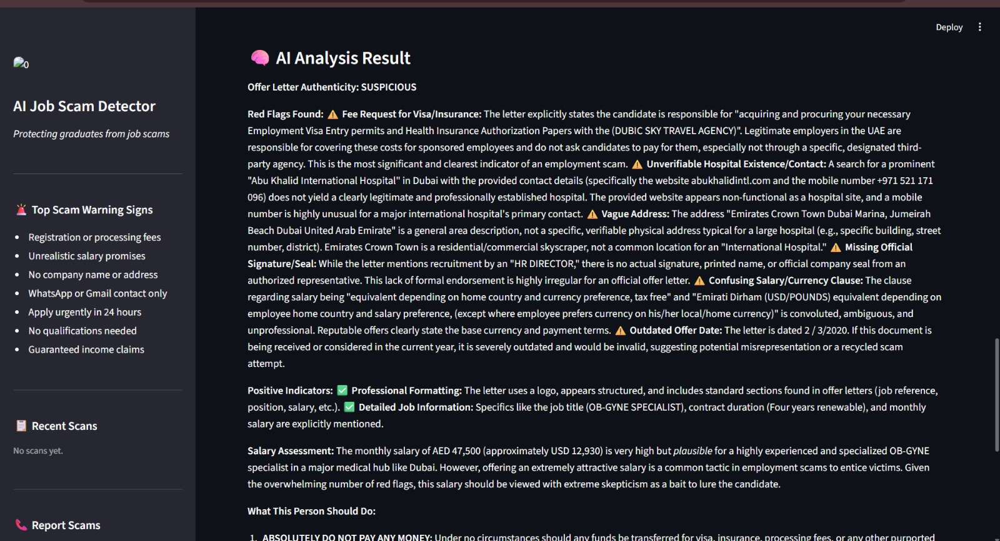 Deploy
0
AI Job Scam Detector
Protecting graduates from job scams
🚨 Top Scam Warning Signs
• Registration or processing fees
• Unrealistic salary promises
• No company name or address
• WhatsApp or Gmail contact only
• Apply urgently in 24 hours
• No qualifications needed
• Guaranteed income claims
📋 Recent Scans
No scans yet.
📞 Report Scams
🧠 AI Analysis Result
Offer Letter Authenticity: SUSPICIOUS
Red Flags Found: ⚠️ Fee Request for Visa/Insurance: The letter explicitly states the candidate is responsible for "acquiring and procuring your necessary
Employment Visa Entry permits and Health Insurance Authorization Papers with the (DUBIC SKY TRAVEL AGENCY)". Legitimate employers in the UAE are
responsible for covering these costs for sponsored employees and do not ask candidates to pay for them, especially not through a specific, designated third-
party agency. This is the most significant and clearest indicator of an employment scam. ⚠️ Unverifiable Hospital Existence/Contact: A search for a prominent
"Abu Khalid International Hospital" in Dubai with the provided contact details (specifically the website abukhalidintl.com and the mobile number +971 521 171
096) does not yield a clearly legitimate and professionally established hospital. The provided website appears non-functional as a hospital site, and a mobile
number is highly unusual for a major international hospital's primary contact. ⚠️ Vague Address: The address "Emirates Crown Town Dubai Marina, Jumeirah
Beach Dubai United Arab Emirate" is a general area description, not a specific, verifiable physical address typical for a large hospital (e.g., specific building, street
number, district). Emirates Crown Town is a residential/commercial skyscraper, not a common location for an "International Hospital." ⚠️ Missing Official
Signature/Seal: While the letter mentions recruitment by an "HR DIRECTOR," there is no actual signature, printed name, or official company seal from an
authorized representative. This lack of formal endorsement is highly irregular for an official offer letter. ⚠️ Confusing Salary/Currency Clause: The clause
regarding salary being "equivalent depending on home country and currency preference, tax free" and "Emirati Dirham (USD/POUNDS) equivalent depending on
employee home country and salary preference, (except where employee prefers currency on his/her local/home currency)" is convoluted, ambiguous, and
unprofessional. Reputable offers clearly state the base currency and payment terms. ⚠️ Outdated Offer Date: The letter is dated 2 / 3/2020. If this document is
being received or considered in the current year, it is severely outdated and would be invalid, suggesting potential misrepresentation or a recycled scam
attempt.
Positive Indicators: ✅ Professional Formatting: The letter uses a logo, appears structured, and includes standard sections found in offer letters (job reference,
position, salary, etc.). ✅ Detailed Job Information: Specifics like the job title (OB-GYNE SPECIALIST), contract duration (Four years renewable), and monthly
salary are explicitly mentioned.
Salary Assessment: The monthly salary of AED 47,500 (approximately USD 12,930) is very high but plausible for a highly experienced and specialized OB-GYNE
specialist in a major medical hub like Dubai. However, offering an extremely attractive salary is a common tactic in employment scams to entice victims. Given
the overwhelming number of red flags, this salary should be viewed with extreme skepticism as a bait to lure the candidate.
What This Person Should Do:
1. ABSOLUTELY DO NOT PAY ANY MONEY: Under no circumstances should any funds be transferred for visa, insurance, processing fees, or any other purported